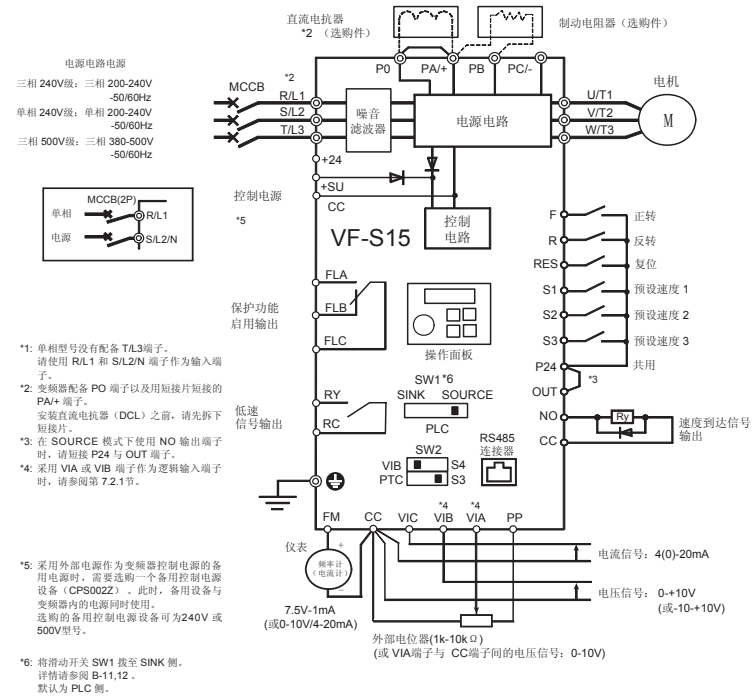 直流电抗器
*2 （选购件）
制动电阻器（选购件）
P0
PA/+
PB
PC/-
电源电路电源
三相 240V级：三相 200-240V
-50/60Hz
单相 240V级：单相 200-240V
-50/60Hz
三相 500V级：三相 380-500V
-50/60Hz
MCCB
*2
R/L1
S/L2
T/L3
噪音
滤波器
电源电路
U/T1
V/T2
W/T3
电机
M
+24
+SU
CC
控制电源
*5
控制
电路
VF-S15
MCCB(2P)
单相
电源
R/L1
S/L2/N
F
正转
R
反转
RES
复位
S1
预设速度 1
S2
预设速度 2
S3
预设速度 3
P24
共用
*3
OUT
NO
Ry
CC
速度到达信号
输出
FLA
FLB
FLC
保护功能
启用输出
操作面板
RY
RC
低速
信号输出
SW1*6
SINK
SOURCE
PLC
SW2
VIB
S4
PTC
S3
RS485
连接器
FM
CC
VIC
*4
VIB
*4
VIA
PP
仪表
+
频率计
（电流计）
−
7.5V-1mA
(或0-10V/4-20mA)
电流信号：4(0)-20mA
电压信号：0-+10V
(或-10-+10V)
外部电位器(1k-10kΩ)
(或 VIA端子与 CC端子间的电压信号：0-10V)
*1: 单相型号没有配备 T/L3端子。
请使用 R/L1 和 S/L2/N 端子作为输入端
子。
*2: 变频器配备 PO 端子以及用短接片短接的
PA/+ 端子。
安装直流电抗器（DCL）之前，请先拆下
短接片。
*3: 在 SOURCE 模式下使用 NO 输出端子
时，请短接 P24 与 OUT 端子。
*4: 采用 VIA 或 VIB 端子作为逻辑输入端子
时，请参阅第 7.2.1节。
*5: 采用外部电源作为变频器控制电源的备
用电源时，需要选购一个备用控制电源
设备（CPS002Z）。此时，备用设备与
变频器内的电源同时使用。
选购的备用控制电源设备可为240V 或
500V型号。
*6: 将滑动开关 SW1 拨至 SINK 侧。
详情请参阅 B-11,12 。
默认为 PLC 侧。